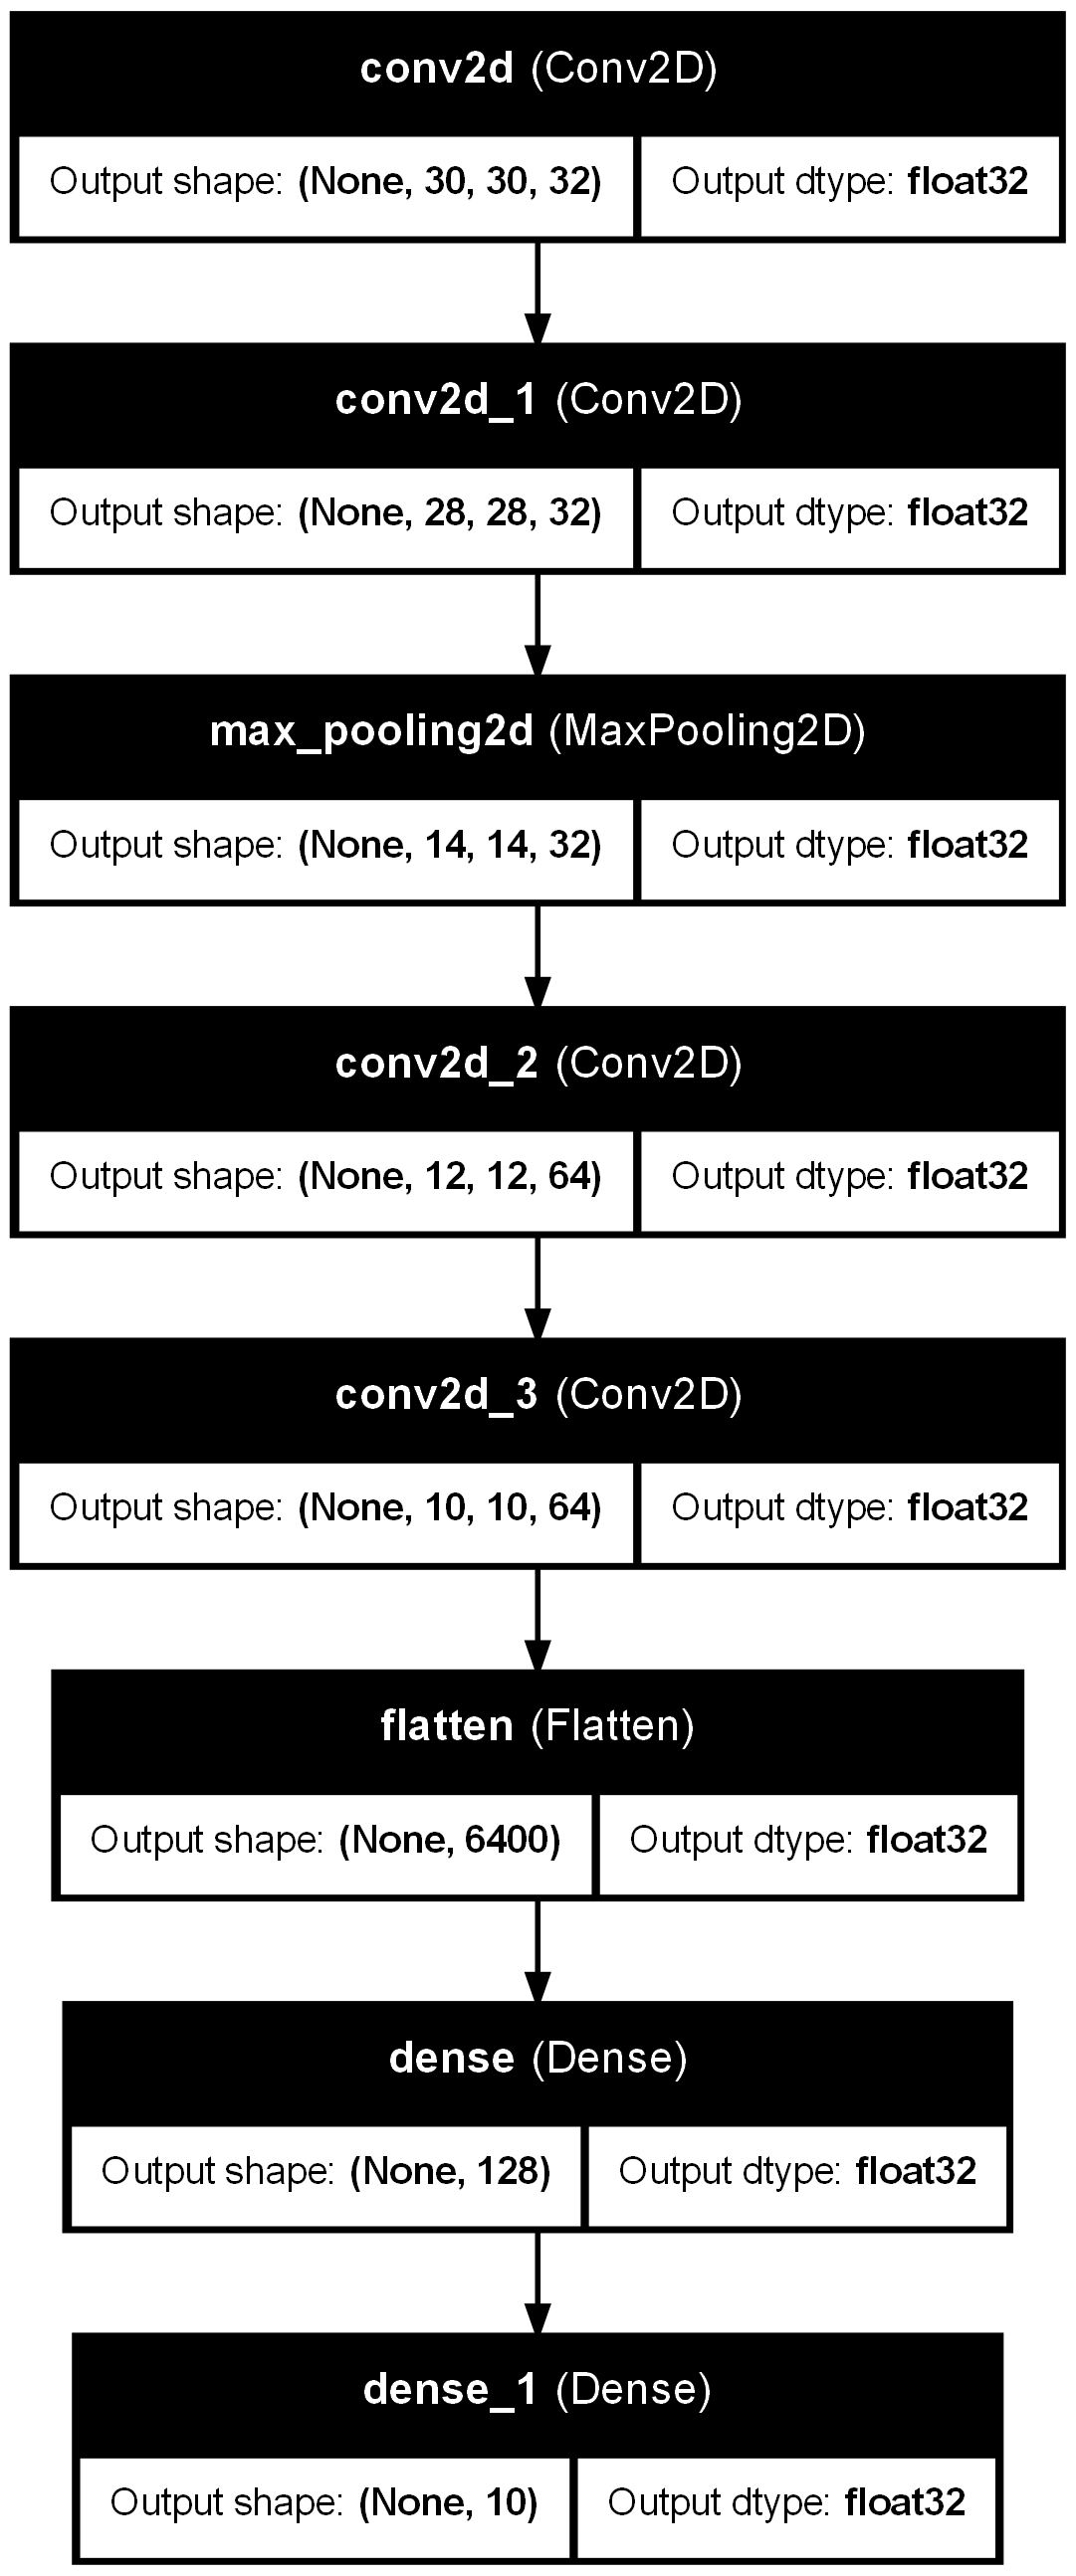 conv2d (Conv2D)
Output shape: (None, 30, 30, 32) Output dtype: float32
conv2d_1 (Conv2D)
Output shape: (None, 28, 28, 32) Output dtype: float32
max_pooling2d (MaxPooling2D)
Output shape: (None, 14, 14, 32) Output dtype: float32
conv2d_2 (Conv2D)
Output shape: (None, 12, 12, 64) Output dtype: float32
conv2d_3 (Conv2D)
Output shape: (None, 10, 10, 64) Output dtype: float32
flatten (Flatten)
Output shape: (None, 6400) Output dtype: float32
dense (Dense)
Output shape: (None, 128) Output dtype: float32
dense_1 (Dense)
Output shape: (None, 10) Output dtype: float32